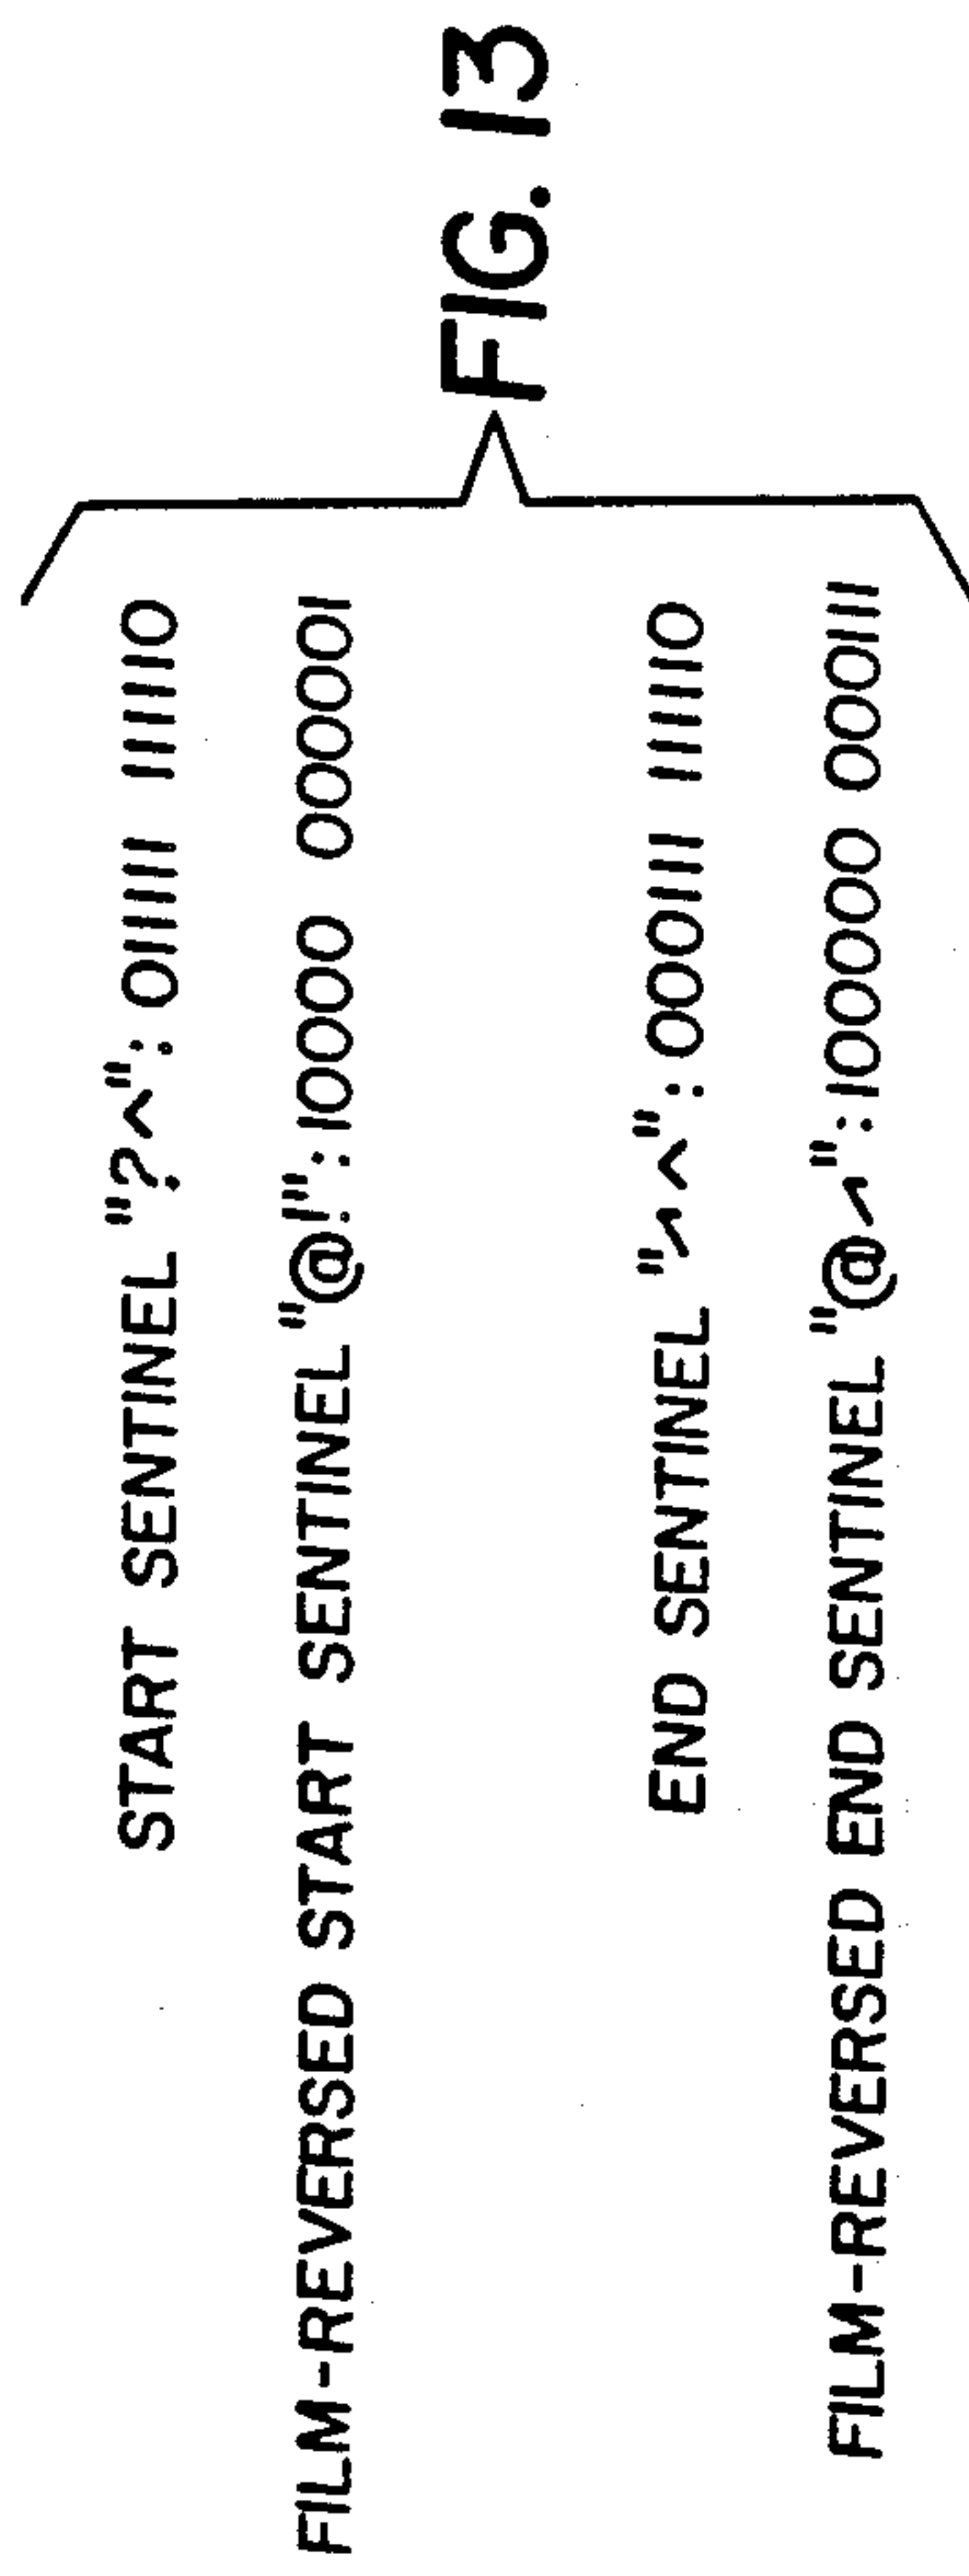 FIG. 13
START SENTINEL "?^": 011111 111110
FILM-REVERSED START SENTINEL "@!": 10000 000001
END SENTINEL "~^": 000111 111110
FILM-REVERSED END SENTINEL "@~": 100000 000111